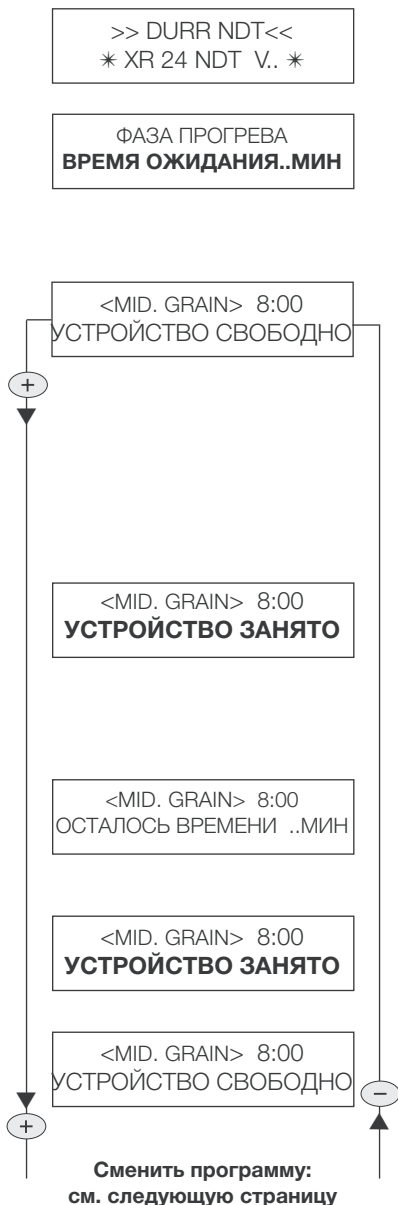 >> DURR NDT<<
✴ XR 24 NDT V.. ✴
ФАЗА ПРОГРЕВА
ВРЕМЯ ОЖИДАНИЯ..МИН
<MID. GRAIN> 8:00
УСТРОЙСТВО СВОБОДНО
+
<MID. GRAIN> 8:00
УСТРОЙСТВО ЗАНЯТО
<MID. GRAIN> 8:00
ОСТАЛОСЬ ВРЕМЕНИ ..МИН
<MID. GRAIN> 8:00
УСТРОЙСТВО ЗАНЯТО
<MID. GRAIN> 8:00
УСТРОЙСТВО СВОБОДНО
−
+
Сменить программу:
см. следующую страницу